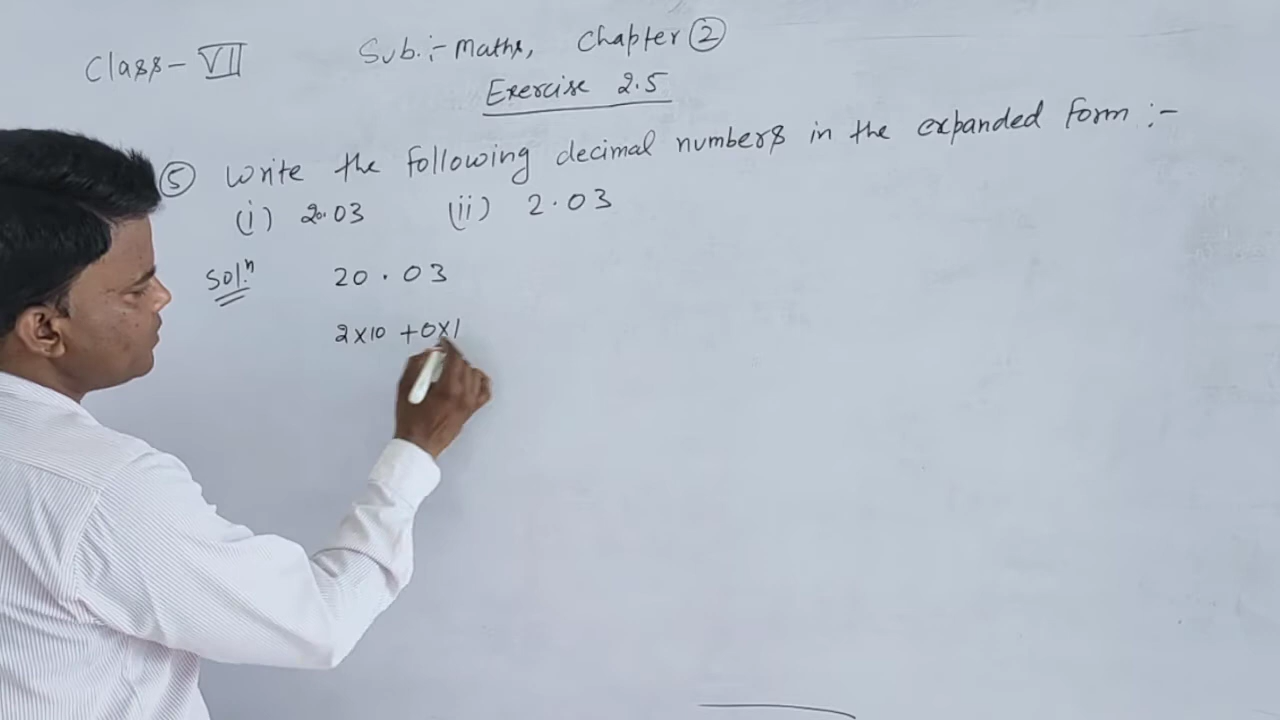 Class- VII Sub.:- Maths, Chapter ②
Exercise 2.5
⑤ Write the following decimal numbers in the expanded form :-
(i) 20.03 (ii) 2.03
Solⁿ 20.03
2×10 +0×1